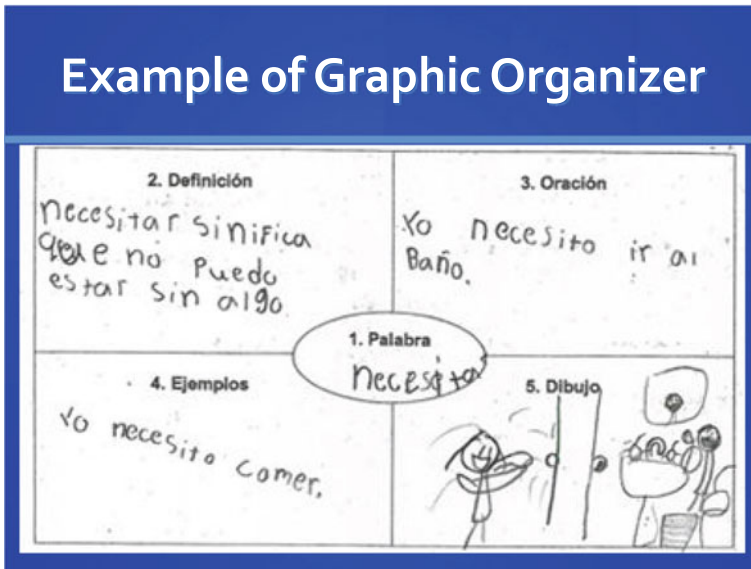 Example of Graphic Organizer
2. Definición
necesitar sinifica
que no puedo
estar sin algo
3. Oración
Yo necesito ir al
Baño.
1. Palabra
necesitar
4. Ejemplos
Yo necesito comer.
5. Dibujo